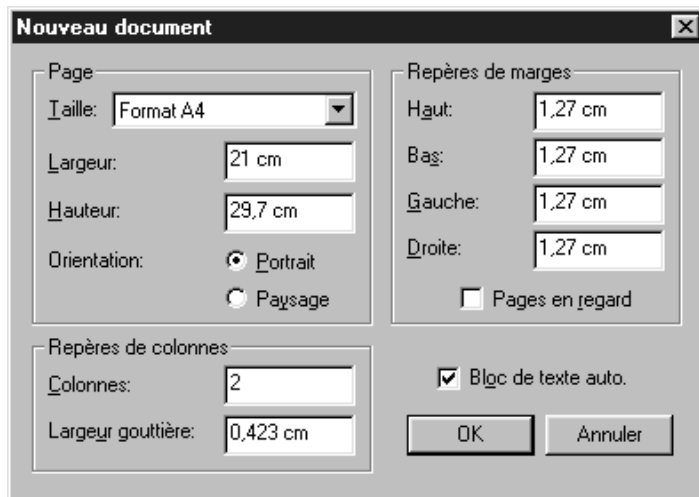 Nouveau document
Page
Taille: Format A4
Largeur: 21 cm
Hauteur: 29,7 cm
Orientation: Portrait
Paysage
Repères de marges
Haut: 1,27 cm
Bas: 1,27 cm
Gauche: 1,27 cm
Droite: 1,27 cm
Pages en regard
Repères de colonnes
Colonnes: 2
Largeur gouttière: 0,423 cm
Bloc de texte auto.
OK Annuler